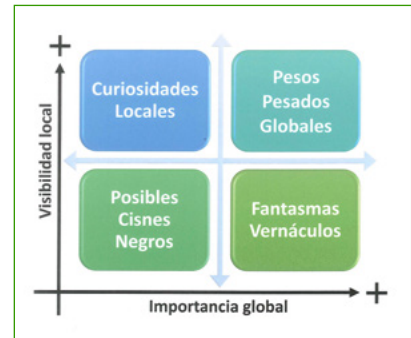 +
Visibilidad local
Curiosidades
Locales
Pesos
Pesados
Globales
Posibles
Cisnes
Negros
Fantasmas
Vernáculos
Importancia global
+